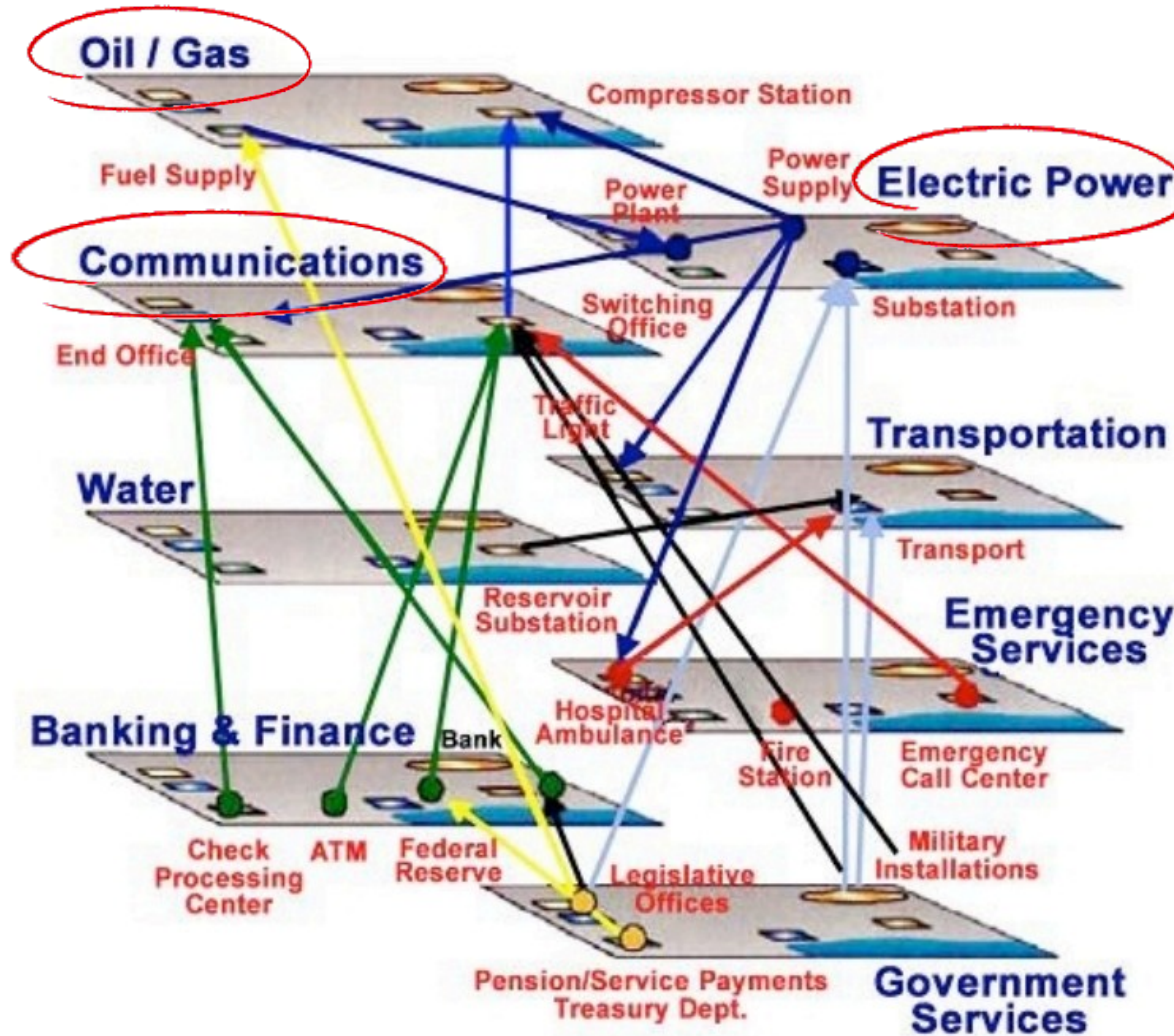 Oil / Gas
Compressor Station
Fuel Supply
Power
Plant
Power
Supply
Electric Power
Communications
Switching
Office
Substation
End Office
Traffic
Light
Transportation
Water
Transport
Reservoir
Substation
Emergency
Services
Hospital
Ambulance
Fire
Station
Emergency
Call Center
Banking & Finance
Bank
Check
Processing
Center
ATM
Federal
Reserve
Legislative
Offices
Military
Installations
Pension/Service Payments
Treasury Dept.
Government
Services